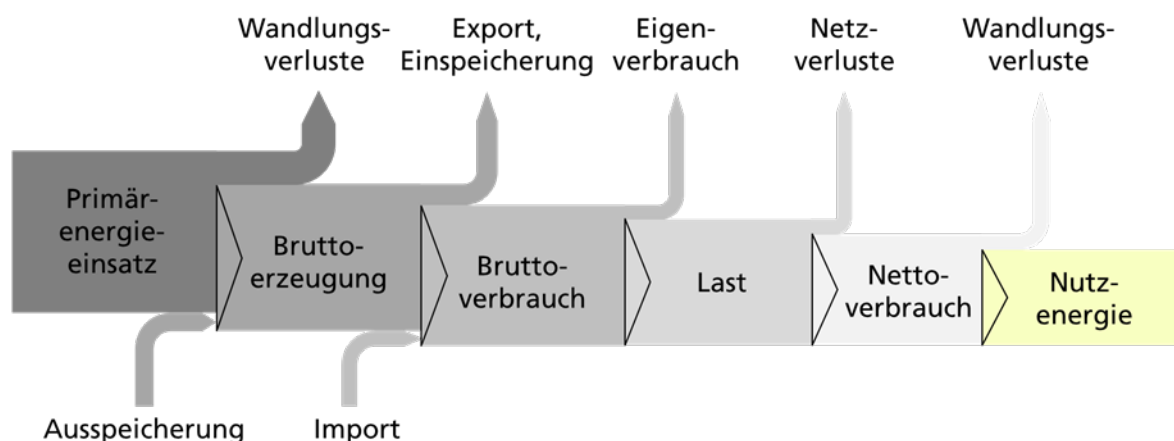 Wandlungs-
verluste
Export,
Einspeicherung
Eigen-
verbrauch
Netz-
verluste
Wandlungs-
verluste
Primär-
energie-
einsatz
Brutto-
erzeugung
Brutto-
verbrauch
Last
Netto-
verbrauch
Nutz-
energie
Ausspeicherung
Import